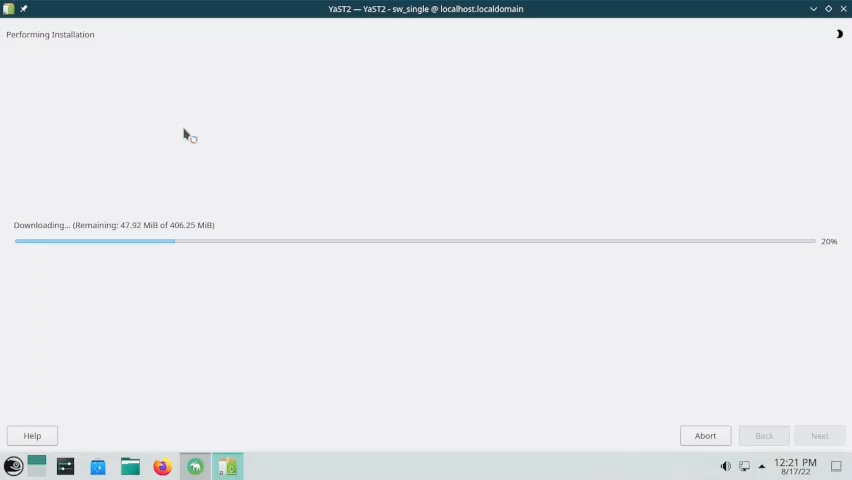 YaST2 — YaST2 - sw_single @ localhost.localdomain
Performing Installation
Downloading... (Remaining: 47.92 MiB of 406.25 MiB)
20%
Help
Abort
Back
Next
12:21 PM
8/17/22